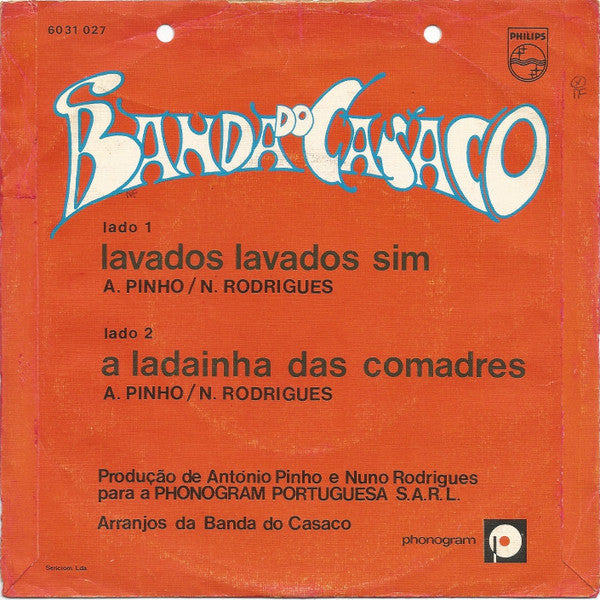 6031 027
PHILIPS
BANDA DO CASACO
lado 1
lavados lavados sim
A. PINHO/N. RODRIGUES
lado 2
a ladainha das comadres
A. PINHO/N. RODRIGUES
Produção de António Pinho e Nuno Rodrigues
para a PHONOGRAM PORTUGUESA S.A.R.L.
Arranjos da Banda do Casaco
phonogram
Sericrom. Lda.